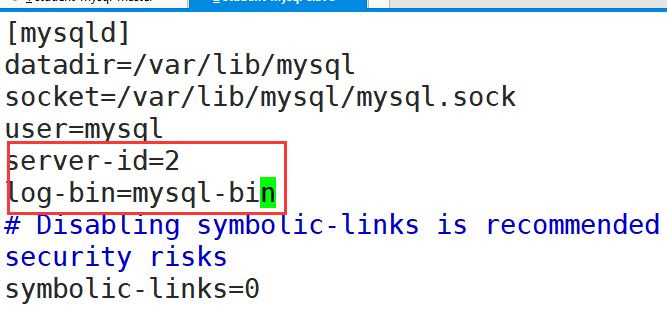 [mysqld]
datadir=/var/lib/mysql
socket=/var/lib/mysql/mysql.sock
user=mysql
server-id=2
log-bin=mysql-bin
# Disabling symbolic-links is recommended
security risks
symbolic-links=0